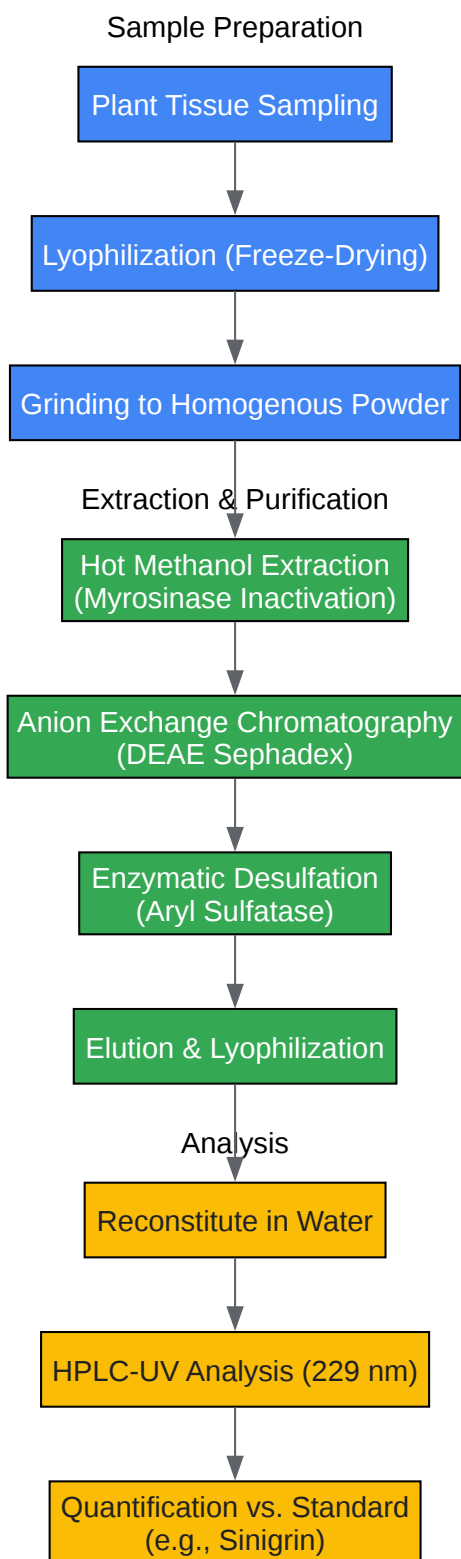 Sample Preparation
Plant Tissue Sampling
Lyophilization (Freeze-Drying)
Grinding to Homogenous Powder
Extraction & Purification
Hot Methanol Extraction
(Myrosinase Inactivation)
Anion Exchange Chromatography
(DEAE Sephadex)
Enzymatic Desulfation
(Aryl Sulfatase)
Elution & Lyophilization
Analysis
Reconstitute in Water
HPLC-UV Analysis (229 nm)
Quantification vs. Standard
(e.g., Sinigrin)